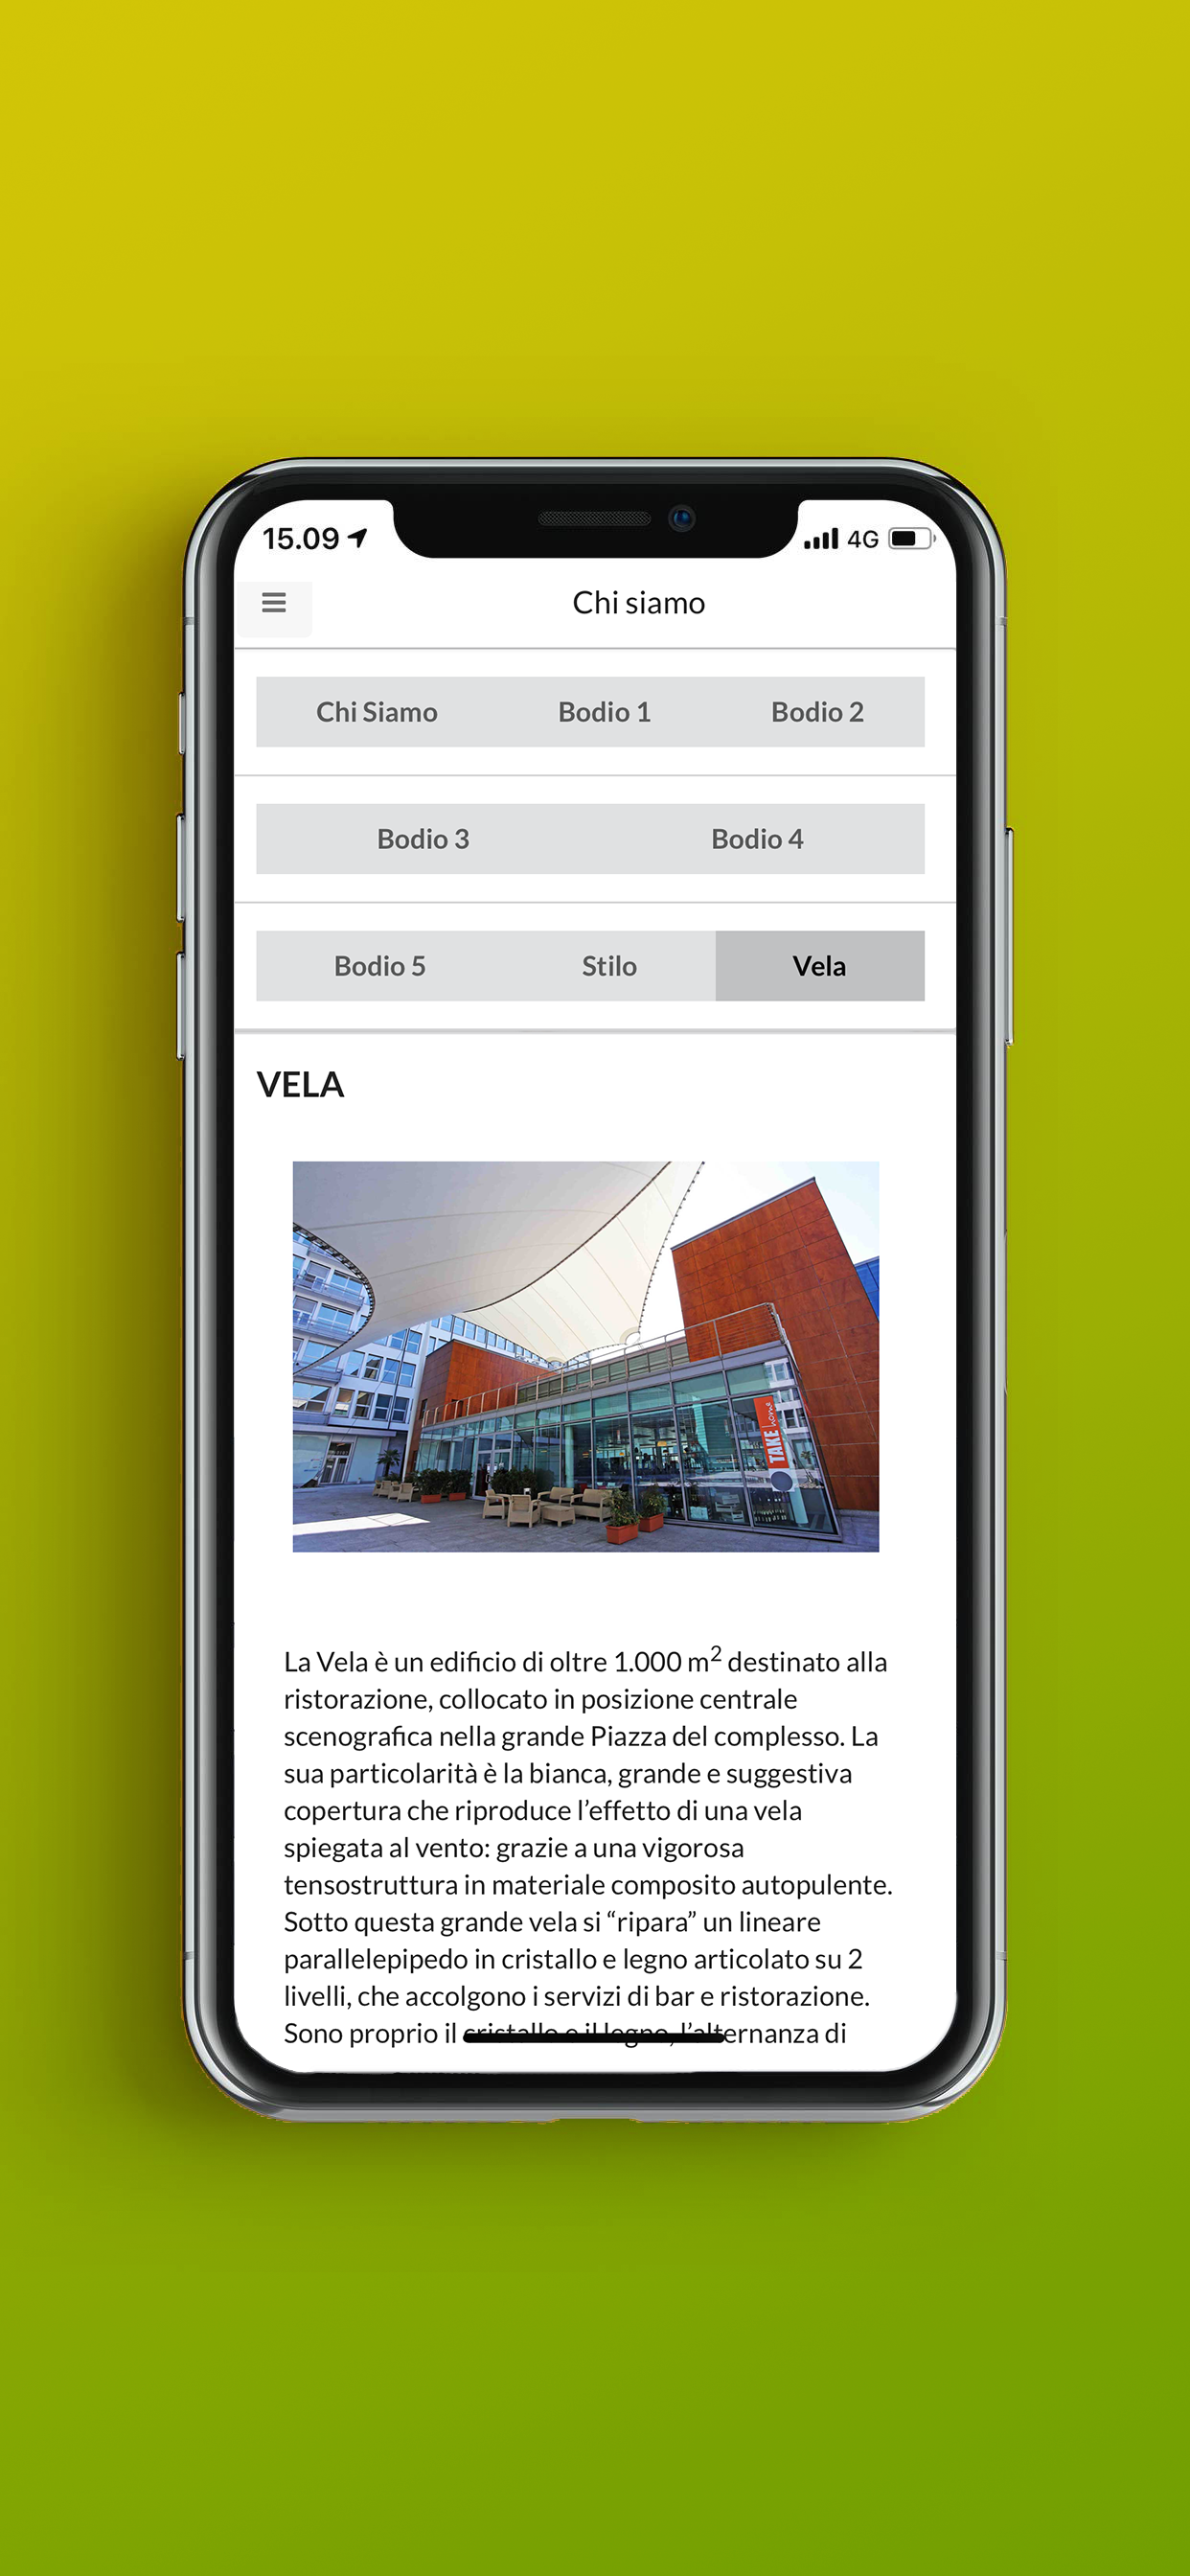 15.09
4G
Chi siamo
Chi Siamo Bodio 1 Bodio 2
Bodio 3 Bodio 4
Bodio 5 Stilo Vela
VELA
TAKE home
La Vela è un edificio di oltre 1.000 m² destinato alla
ristorazione, collocato in posizione centrale
scenografica nella grande Piazza del complesso. La
sua particolarità è la bianca, grande e suggestiva
copertura che riproduce l’effetto di una vela
spiegata al vento: grazie a una vigorosa
tensostruttura in materiale composito autopulente.
Sotto questa grande vela si “ripara” un lineare
parallelepipedo in cristallo e legno articolato su 2
livelli, che accolgono i servizi di bar e ristorazione.
Sono proprio il cristallo e il legno, l’alternanza di